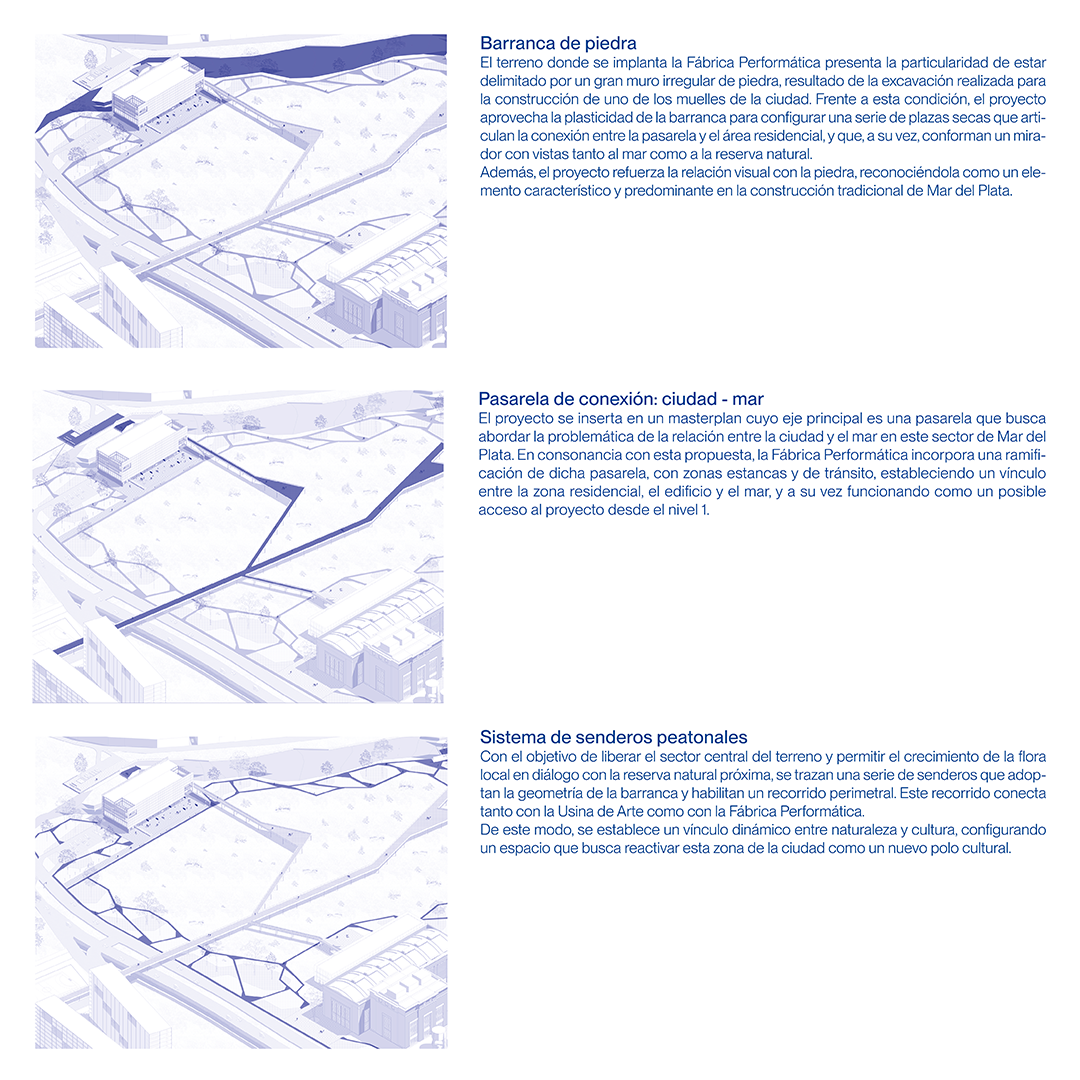 Barranca de piedra
El terreno donde se implanta la Fábrica Performática presenta la particularidad de estar
delimitado por un gran muro irregular de piedra, resultado de la excavación realizada para
la construcción de uno de los muelles de la ciudad. Frente a esta condición, el proyecto
aprovecha la plasticidad de la barranca para configurar una serie de plazas secas que arti-
culan la conexión entre la pasarela y el área residencial, y que, a su vez, conforman un mira-
dor con vistas tanto al mar como a la reserva natural.
Además, el proyecto refuerza la relación visual con la piedra, reconociéndola como un ele-
mento característico y predominante en la construcción tradicional de Mar del Plata.
Pasarela de conexión: ciudad - mar
El proyecto se inserta en un masterplan cuyo eje principal es una pasarela que busca
abordar la problemática de la relación entre la ciudad y el mar en este sector de Mar del
Plata. En consonancia con esta propuesta, la Fábrica Performática incorpora una ramifi-
cación de dicha pasarela, con zonas estancas y de tránsito, estableciendo un vínculo
entre la zona residencial, el edificio y el mar, y a su vez funcionando como un posible
acceso al proyecto desde el nivel 1.
Sistema de senderos peatonales
Con el objetivo de liberar el sector central del terreno y permitir el crecimiento de la flora
local en diálogo con la reserva natural próxima, se trazan una serie de senderos que adop-
tan la geometría de la barranca y habilitan un recorrido perimetral. Este recorrido conecta
tanto con la Usina de Arte como con la Fábrica Performática.
De este modo, se establece un vínculo dinámico entre naturaleza y cultura, configurando
un espacio que busca reactivar esta zona de la ciudad como un nuevo polo cultural.